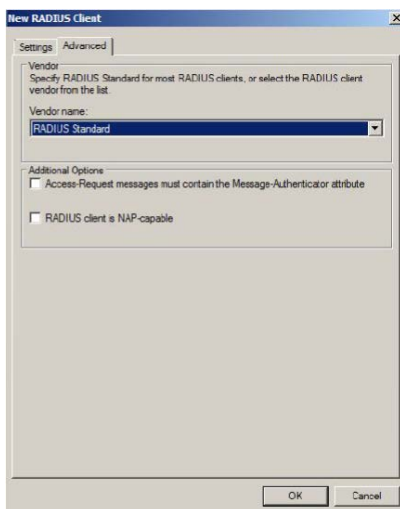 New RADIUS Client
Settings
Advanced
Vendor
Specify RADIUS Standard for most RADIUS clients, or select the RADIUS client
vendor from the list.
Vendor name:
RADIUS Standard
Additional Options
Access-Request messages must contain the Message-Authenticator attribute
RADIUS client is NAP-capable
OK
Cancel